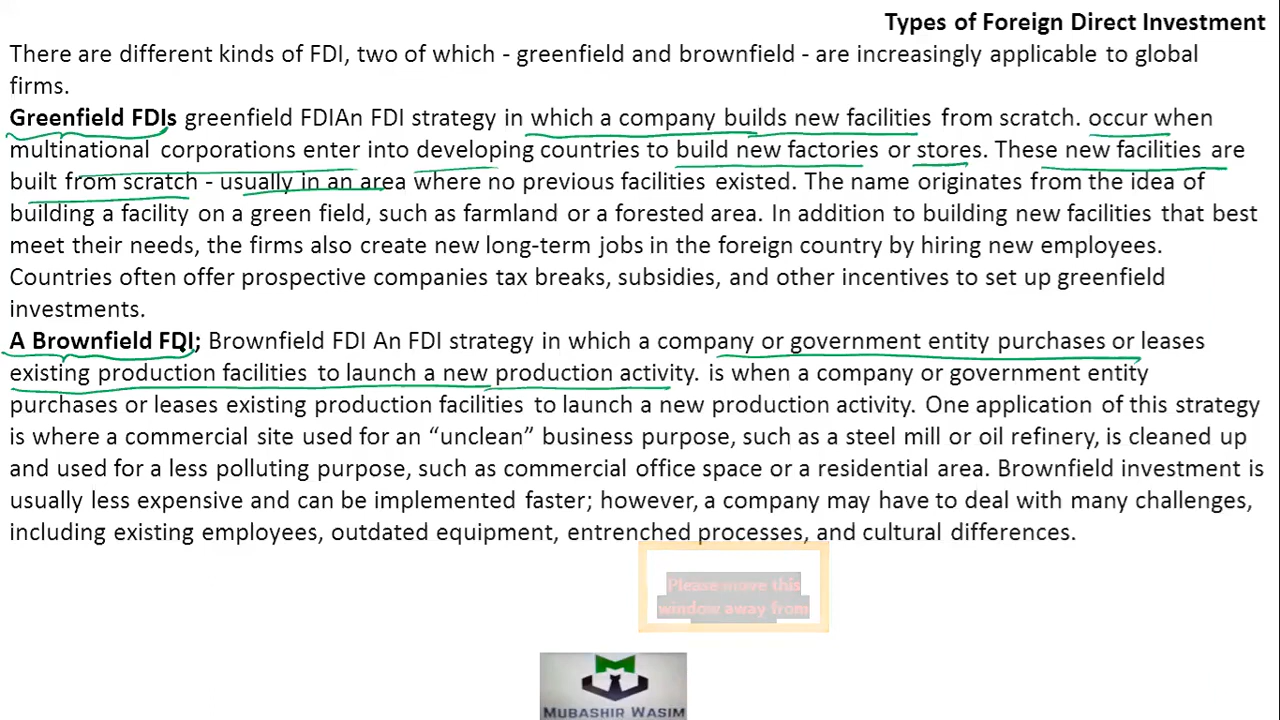 Types of Foreign Direct Investment
There are different kinds of FDI, two of which - greenfield and brownfield - are increasingly applicable to global
firms.
Greenfield FDIs greenfield FDIAn FDI strategy in which a company builds new facilities from scratch. occur when
multinational corporations enter into developing countries to build new factories or stores. These new facilities are
built from scratch - usually in an area where no previous facilities existed. The name originates from the idea of
building a facility on a green field, such as farmland or a forested area. In addition to building new facilities that best
meet their needs, the firms also create new long-term jobs in the foreign country by hiring new employees.
Countries often offer prospective companies tax breaks, subsidies, and other incentives to set up greenfield
investments.
A Brownfield FDI; Brownfield FDI An FDI strategy in which a company or government entity purchases or leases
existing production facilities to launch a new production activity. is when a company or government entity
purchases or leases existing production facilities to launch a new production activity. One application of this strategy
is where a commercial site used for an “unclean” business purpose, such as a steel mill or oil refinery, is cleaned up
and used for a less polluting purpose, such as commercial office space or a residential area. Brownfield investment is
usually less expensive and can be implemented faster; however, a company may have to deal with many challenges,
including existing employees, outdated equipment, entrenched processes, and cultural differences.
Please move this
window away from
MUBASHIR WASIM